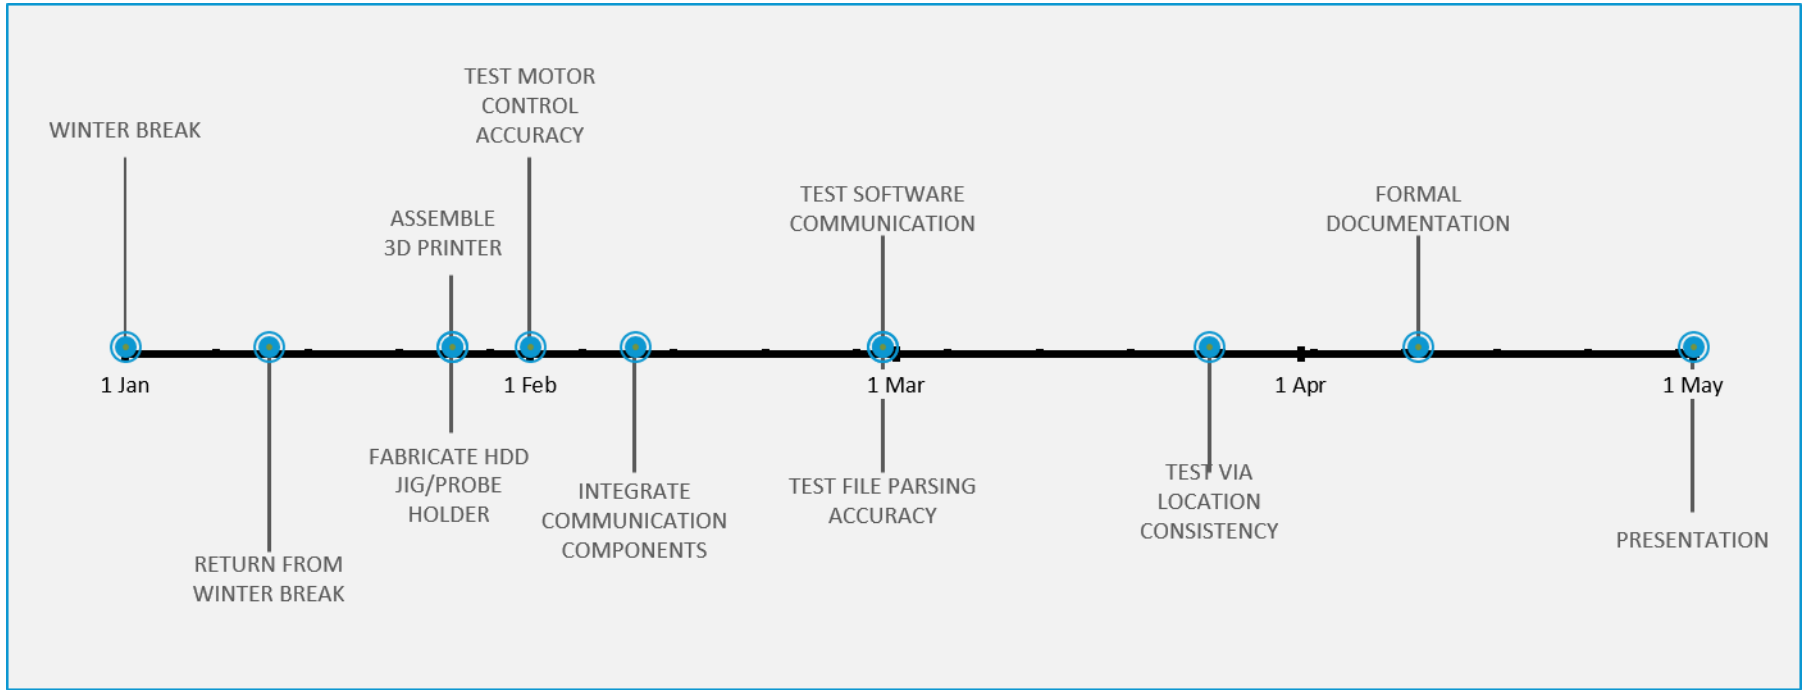 TEST MOTOR
CONTROL
ACCURACY
WINTER BREAK
TEST SOFTWARE
COMMUNICATION
FORMAL
DOCUMENTATION
ASSEMBLE
3D PRINTER
1 Jan
1 Feb
1 Mar
1 Apr
1 May
FABRICATE HDD
JIG/PROBE
HOLDER
INTEGRATE
COMMUNICATION
COMPONENTS
TEST FILE PARSING
ACCURACY
TEST VIA
LOCATION
CONSISTENCY
PRESENTATION
RETURN FROM
WINTER BREAK